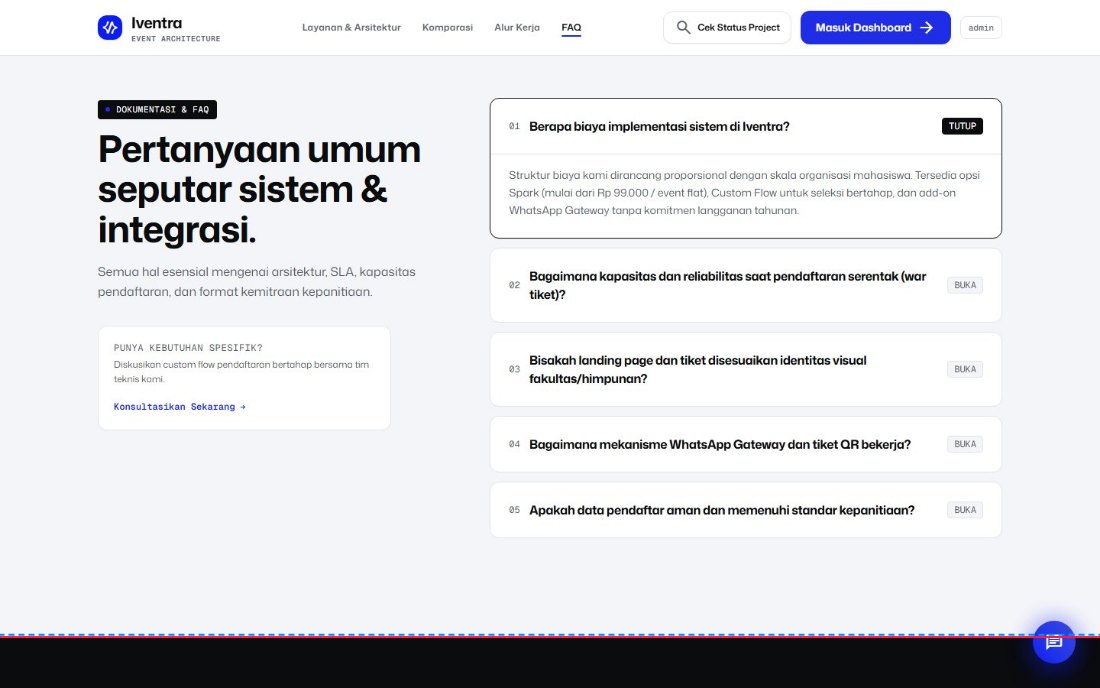 Iventra
EVENT ARCHITECTURE
Layanan & Arsitektur
Komparasi
Alur Kerja
FAQ
Cek Status Project
Masuk Dashboard →
admin
DOKUMENTASI & FAQ
Pertanyaan umum
seputar sistem &
integrasi.
Semua hal esensial mengenai arsitektur, SLA, kapasitas
pendaftaran, dan format kemitraan kepanitiaan.
PUNYA KEBUTUHAN SPESIFIK?
Diskusikan custom flow pendaftaran bertahap bersama tim
teknis kami.
Konsultasikan Sekarang →
01 Berapa biaya implementasi sistem di Iventra? TUTUP
Struktur biaya kami dirancang proporsional dengan skala organisasi mahasiswa. Tersedia opsi
Spark (mulai dari Rp 99.000 / event flat), Custom Flow untuk seleksi bertahap, dan add-on
WhatsApp Gateway tanpa komitmen langganan tahunan.
02 Bagaimana kapasitas dan reliabilitas saat pendaftaran serentak (war
tiket)? BUKA
03 Bisakah landing page dan tiket disesuaikan identitas visual
fakultas/himpunan? BUKA
04 Bagaimana mekanisme WhatsApp Gateway dan tiket QR bekerja? BUKA
05 Apakah data pendaftar aman dan memenuhi standar kepanitiaan? BUKA